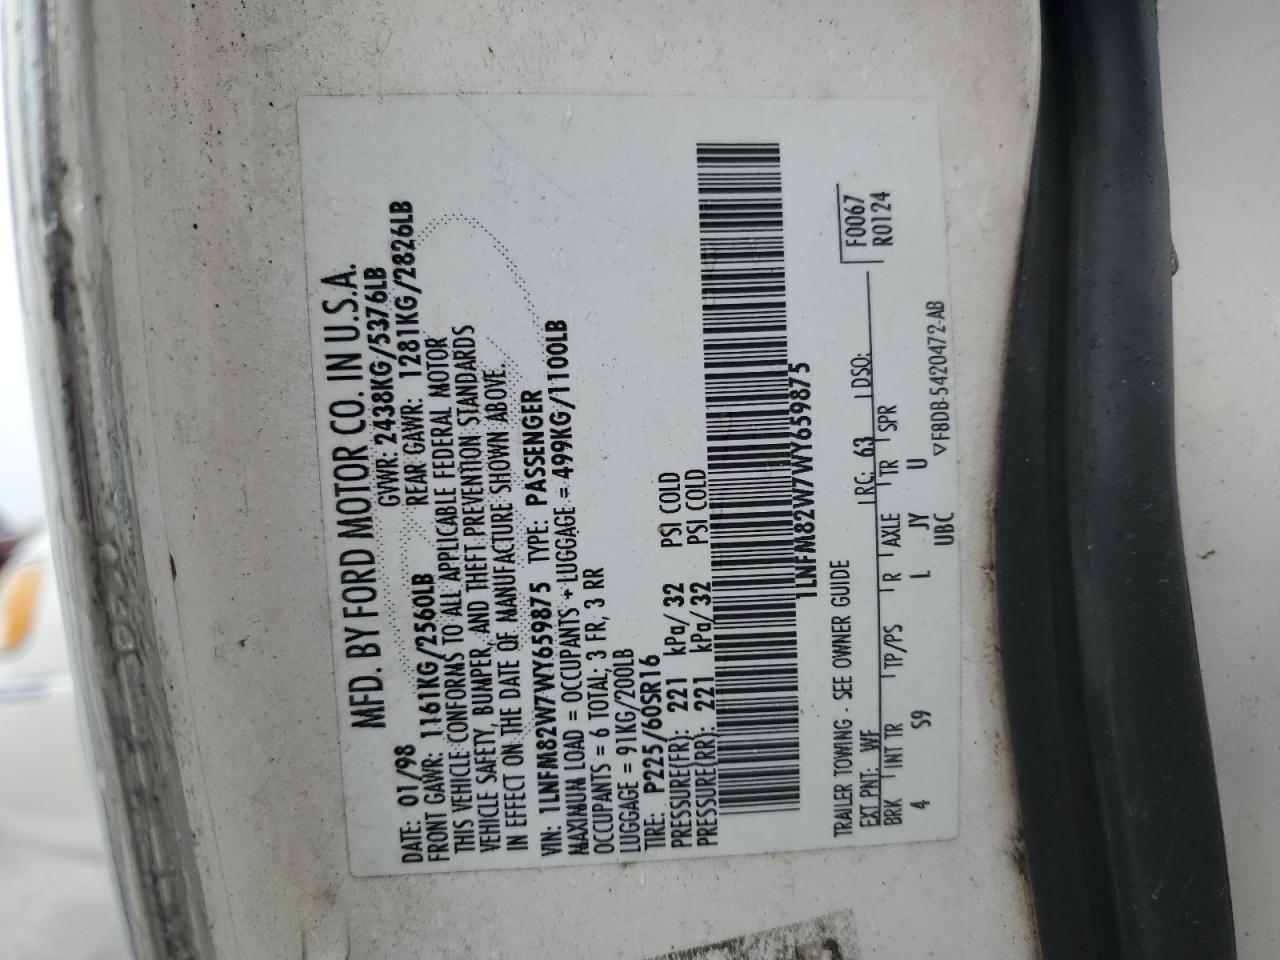 MFD. BY FORD MOTOR CO. IN U.S.A.
DATE: 01/98 GVWR: 2438KG/5376LB
FRONT GAWR: 1161KG/2560LB REAR GAWR: 1281KG/2826LB
THIS VEHICLE CONFORMS TO ALL APPLICABLE FEDERAL MOTOR
VEHICLE SAFETY, BUMPER, AND THEFT PREVENTION STANDARDS
IN EFFECT ON THE DATE OF MANUFACTURE SHOWN ABOVE.
VIN: 1LNFM82W7WY659875 TYPE: PASSENGER
MAXIMUM LOAD = OCCUPANTS + LUGGAGE = 499KG/1100LB
OCCUPANTS = 6 TOTAL; 3 FR, 3 RR
LUGGAGE = 91KG/200LB
TIRE: P225/60SR16
PRESSURE(FR): 221 kPa/ 32 PSI COLD
PRESSURE(RR): 221 kPa/ 32 PSI COLD
1LNFM82W7WY659875
TRAILER TOWING - SEE OWNER GUIDE F0067
EXT PNT: WF RC: 63 DSO: R0124
BRK INT TR TP/PS R AXLE TR SPR
4 S9 L JY U
UBC ▽F8DB-5420472-AB